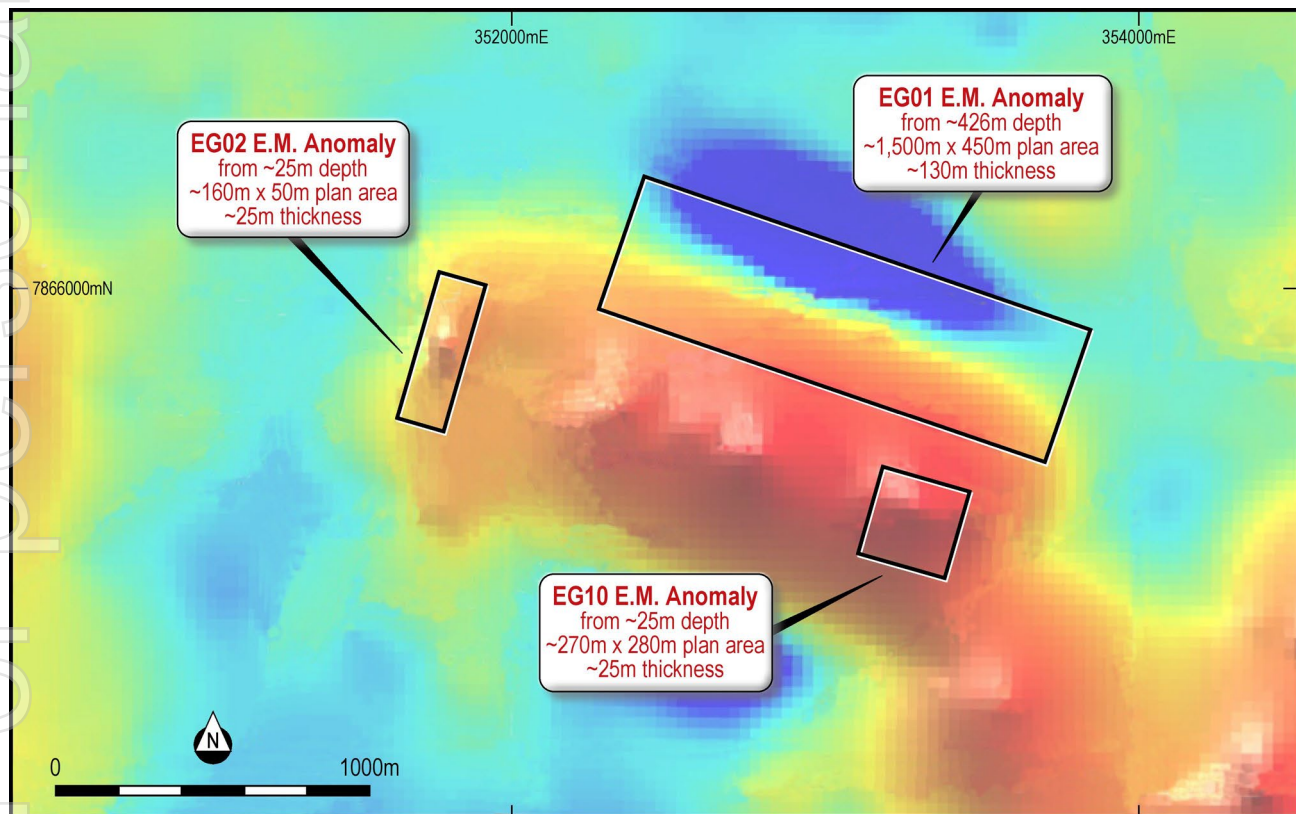 352000mE
354000mE
EG01 E.M. Anomaly
from ~426m depth
~1,500m x 450m plan area
~130m thickness
EG02 E.M. Anomaly
from ~25m depth
~160m x 50m plan area
~25m thickness
7866000mN
EG10 E.M. Anomaly
from ~25m depth
~270m x 280m plan area
~25m thickness
N
0 1000m